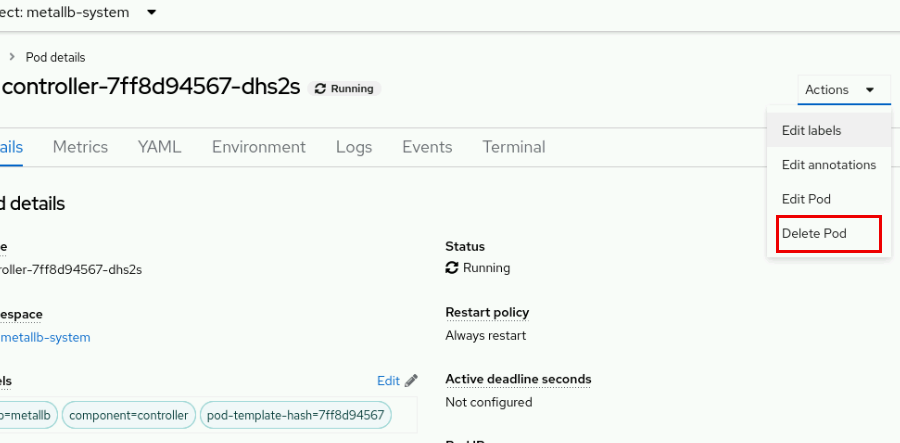 ect: metallb-system
Pod details
controller-7ff8d94567-dhs2s Running
Actions
Edit labels
Edit annotations
Edit Pod
Delete Pod
ails Metrics YAML Environment Logs Events Terminal
d details
e
roller-7ff8d94567-dhs2s
Status
Running
espace
metallb-system
Restart policy
Always restart
els
Edit
p=metallb component=controller pod-template-hash=7ff8d94567
Active deadline seconds
Not configured